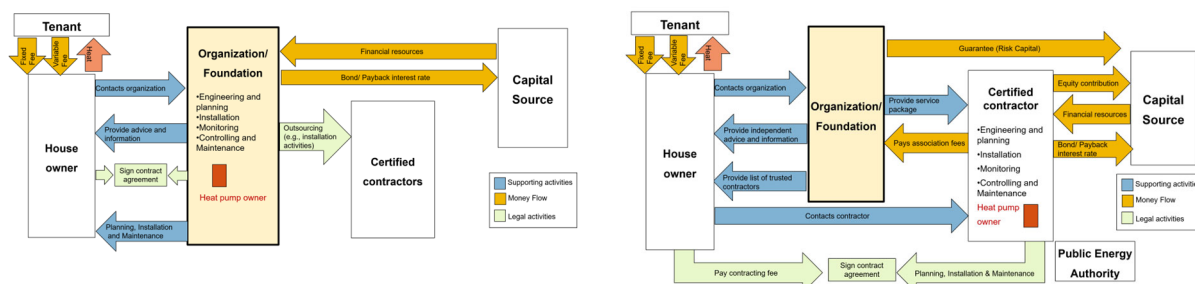 Tenant
Fixed
Fee
Variable
Fee
Heat
House
owner
Contacts organization
Provide advice and
information
Sign contract
agreement
Planning, Installation
and Maintenance
Organization/
Foundation
•Engineering and
planning
•Installation
•Monitoring
•Controlling and
Maintenance
Heat pump owner
Financial resources
Bond/ Payback interest rate
Outsourcing
(e.g., installation
activities)
Certified
contractors
Capital
Source
Supporting activities
Money Flow
Legal activities
Tenant
Fixed
Fee
Variable
Fee
Heat
House
owner
Contacts organization
Provide independent
advice and information
Provide list of trusted
contractors
Contacts contractor
Organization/
Foundation
Guarantee (Risk Capital)
Provide service
package
Pays association fees
Certified
contractor
•Engineering and
planning
•Installation
•Monitoring
•Controlling and
Maintenance
Heat pump
owner
Equity contribution
Financial resources
Bond/ Payback
interest rate
Capital
Source
Supporting activities
Money Flow
Legal activities
Public Energy
Authority
Pay contracting fee
Sign contract
agreement
Planning, Installation & Maintenance